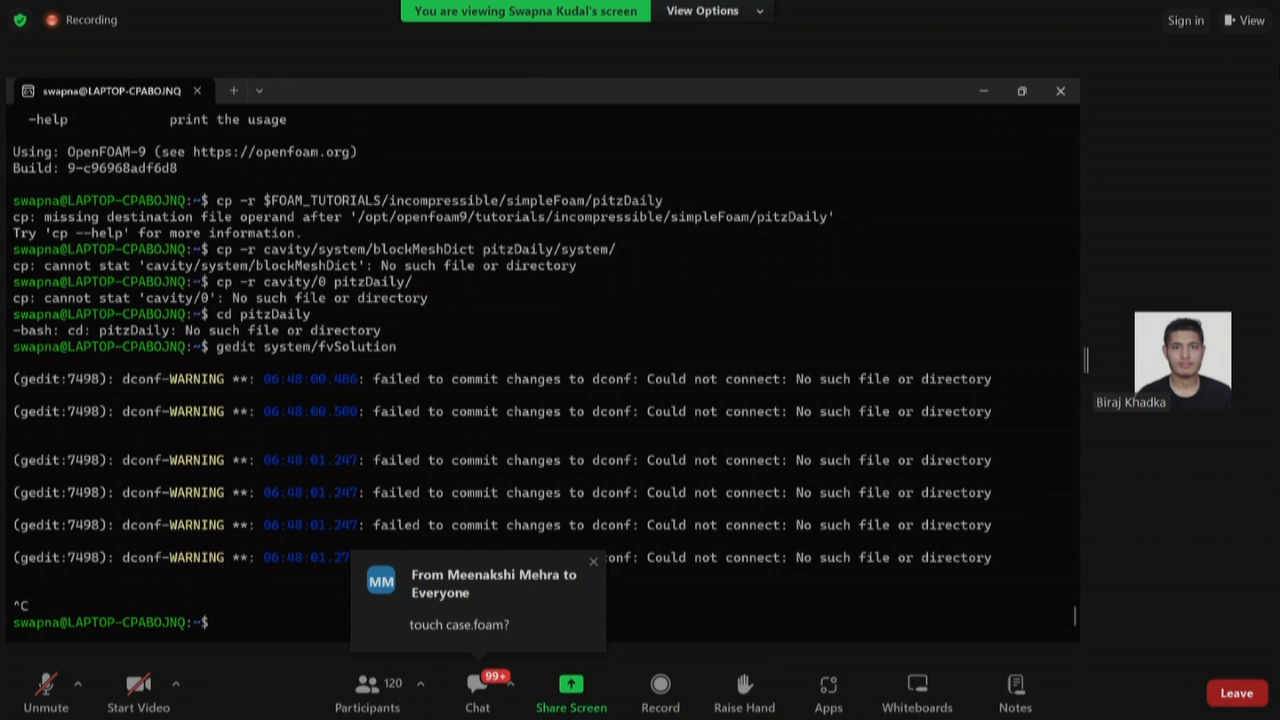 Recording
You are viewing Swapna Kudal's screen
View Options
Sign in
View
swapna@LAPTOP-CPABOJNQ
-help print the usage
Using: OpenFOAM-9 (see https://openfoam.org)
Build: 9-c96968adf6d8
swapna@LAPTOP-CPABOJNQ:~$ cp -r $FOAM_TUTORIALS/incompressible/simpleFoam/pitzDaily
cp: missing destination file operand after '/opt/openfoam9/tutorials/incompressible/simpleFoam/pitzDaily'
Try 'cp --help' for more information.
swapna@LAPTOP-CPABOJNQ:~$ cp -r cavity/system/blockMeshDict pitzDaily/system/
cp: cannot stat 'cavity/system/blockMeshDict': No such file or directory
swapna@LAPTOP-CPABOJNQ:~$ cp -r cavity/0 pitzDaily/
cp: cannot stat 'cavity/0': No such file or directory
swapna@LAPTOP-CPABOJNQ:~$ cd pitzDaily
-bash: cd: pitzDaily: No such file or directory
swapna@LAPTOP-CPABOJNQ:~$ gedit system/fvSolution
(gedit:7498): dconf-WARNING **: 06:48:00.486: failed to commit changes to dconf: Could not connect: No such file or directory
(gedit:7498): dconf-WARNING **: 06:48:00.500: failed to commit changes to dconf: Could not connect: No such file or directory
(gedit:7498): dconf-WARNING **: 06:48:01.247: failed to commit changes to dconf: Could not connect: No such file or directory
(gedit:7498): dconf-WARNING **: 06:48:01.247: failed to commit changes to dconf: Could not connect: No such file or directory
(gedit:7498): dconf-WARNING **: 06:48:01.247: failed to commit changes to dconf: Could not connect: No such file or directory
(gedit:7498): dconf-WARNING **: 06:48:01.27 onf: Could not connect: No such file or directory
^C
swapna@LAPTOP-CPABOJNQ:~$
MM
From Meenakshi Mehra to
Everyone
touch case.foam?
Biraj Khadka
Unmute
Start Video
120
Participants
99+
Chat
Share Screen
Record
Raise Hand
Apps
Whiteboards
Notes
Leave